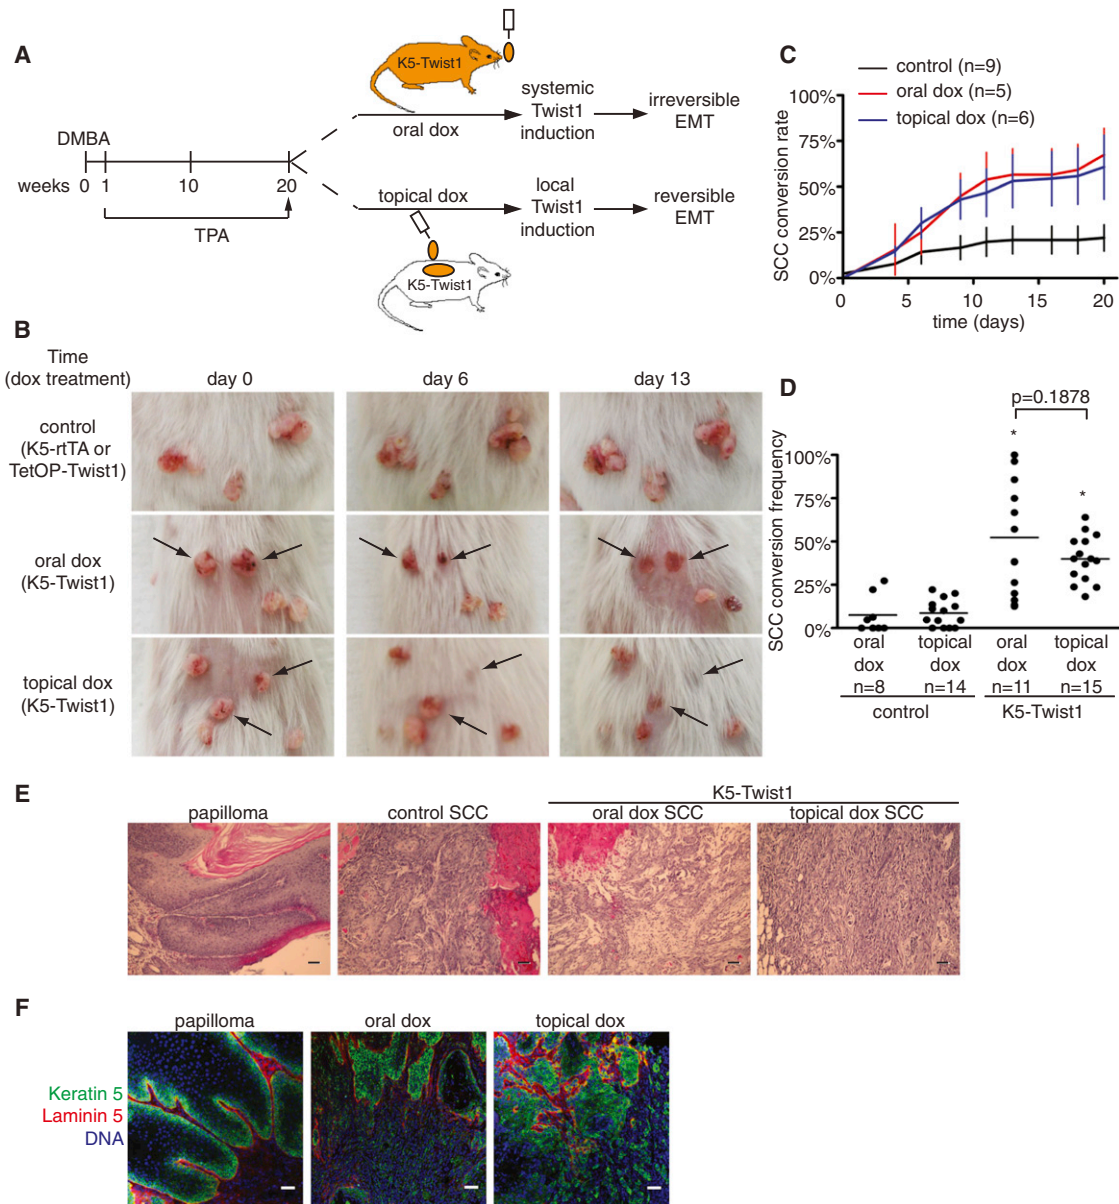 A
K5-Twist1
oral dox
systemic
Twist1
induction
irreversible
EMT
DMBA
weeks 0 1 10 20
TPA
topical dox
K5-Twist1
local
Twist1
induction
reversible
EMT
B
Time
(dox treatment)
day 0 day 6 day 13
control
(K5-rtTA or
TetOP-Twist1)
oral dox
(K5-Twist1)
topical dox
(K5-Twist1)
C
control (n=9)
oral dox (n=5)
topical dox (n=6)
SCC conversion rate
100%
75%
50%
25%
0%
0 5 10 15 20
time (days)
D
p=0.1878
* *
SCC conversion frequency
100%
75%
50%
25%
0%
oral topical oral topical
dox dox dox dox
n=8 n=14 n=11 n=15
control K5-Twist1
E
K5-Twist1
papilloma control SCC oral dox SCC topical dox SCC
F
papilloma oral dox topical dox
Keratin 5
Laminin 5
DNA